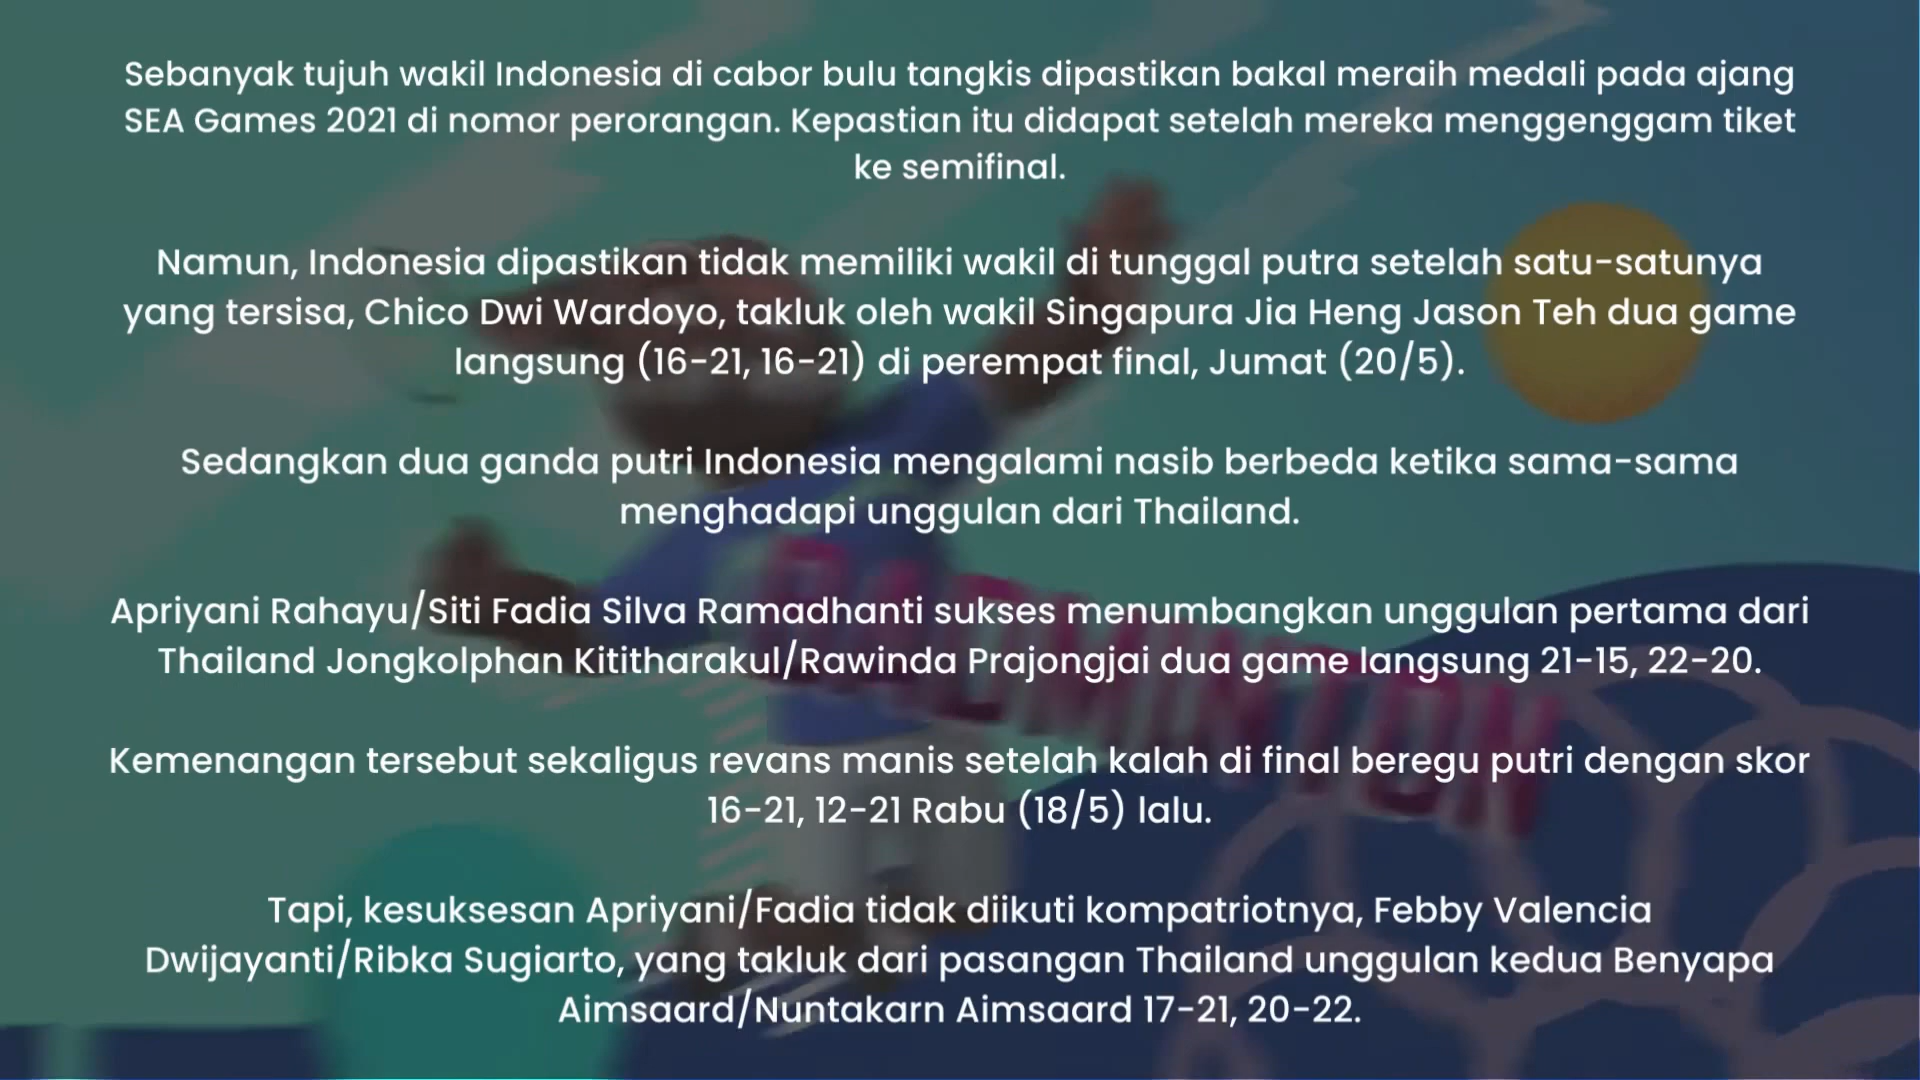 Sebanyak tujuh wakil Indonesia di cabor bulu tangkis dipastikan bakal meraih medali pada ajang
SEA Games 2021 di nomor perorangan. Kepastian itu didapat setelah mereka menggenggam tiket
ke semifinal.
Namun, Indonesia dipastikan tidak memiliki wakil di tunggal putra setelah satu-satunya
yang tersisa, Chico Dwi Wardoyo, takluk oleh wakil Singapura Jia Heng Jason Teh dua game
langsung (16-21, 16-21) di perempat final, Jumat (20/5).
Sedangkan dua ganda putri Indonesia mengalami nasib berbeda ketika sama-sama
menghadapi unggulan dari Thailand.
Apriyani Rahayu/Siti Fadia Silva Ramadhanti sukses menumbangkan unggulan pertama dari
Thailand Jongkolphan Kititharakul/Rawinda Prajongjai dua game langsung 21-15, 22-20.
Kemenangan tersebut sekaligus revans manis setelah kalah di final beregu putri dengan skor
16-21, 12-21 Rabu (18/5) lalu.
Tapi, kesuksesan Apriyani/Fadia tidak diikuti kompatriotnya, Febby Valencia
Dwijayanti/Ribka Sugiarto, yang takluk dari pasangan Thailand unggulan kedua Benyapa
Aimsaard/Nuntakarn Aimsaard 17-21, 20-22.
BADMINTON